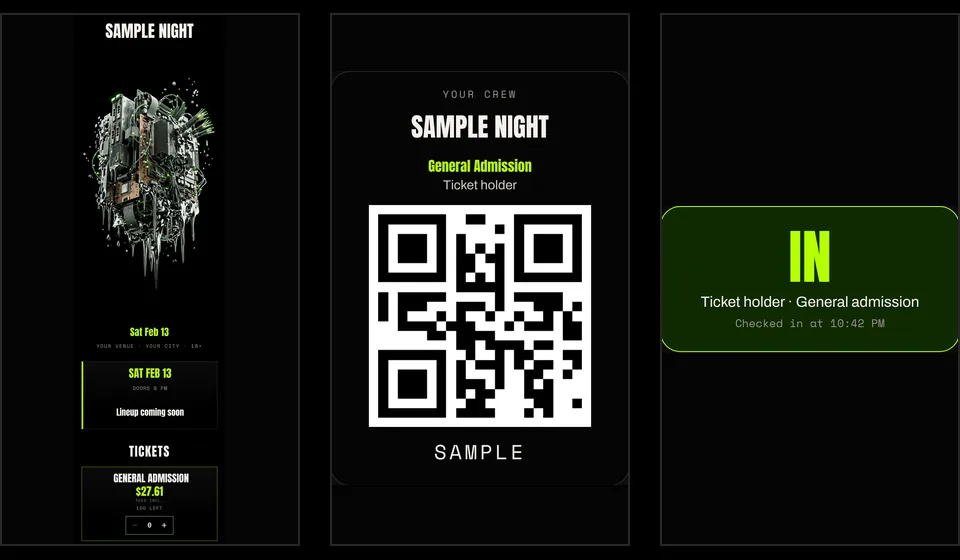 SAMPLE NIGHT
Sat Feb 13
YOUR VENUE · YOUR CITY · 18+
SAT FEB 13
DOORS 9 PM
Lineup coming soon
TICKETS
GENERAL ADMISSION
$27.61
FEES INCL.
100 LEFT
− 0 +
YOUR CREW
SAMPLE NIGHT
General Admission
Ticket holder
SAMPLE
IN
Ticket holder · General admission
Checked in at 10:42 PM